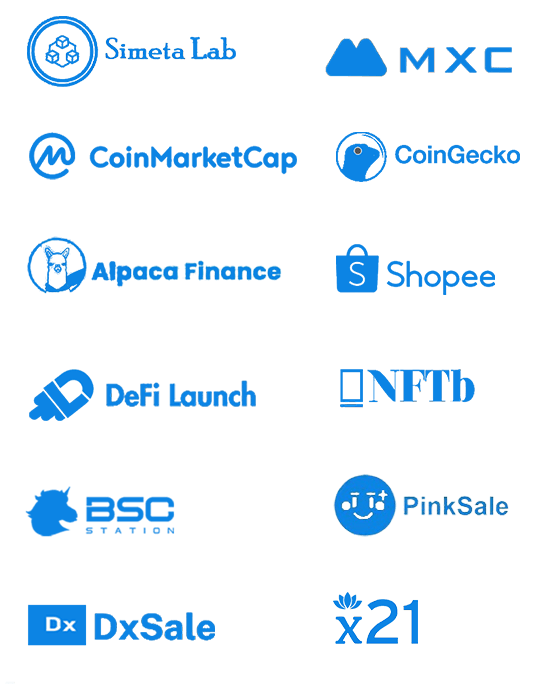 Simeta Lab
MXC
CoinMarketCap
CoinGecko
Alpaca Finance
S Shopee
DeFi Launch
NFTb
BSC
STATION
PinkSale
Dx DxSale
x21